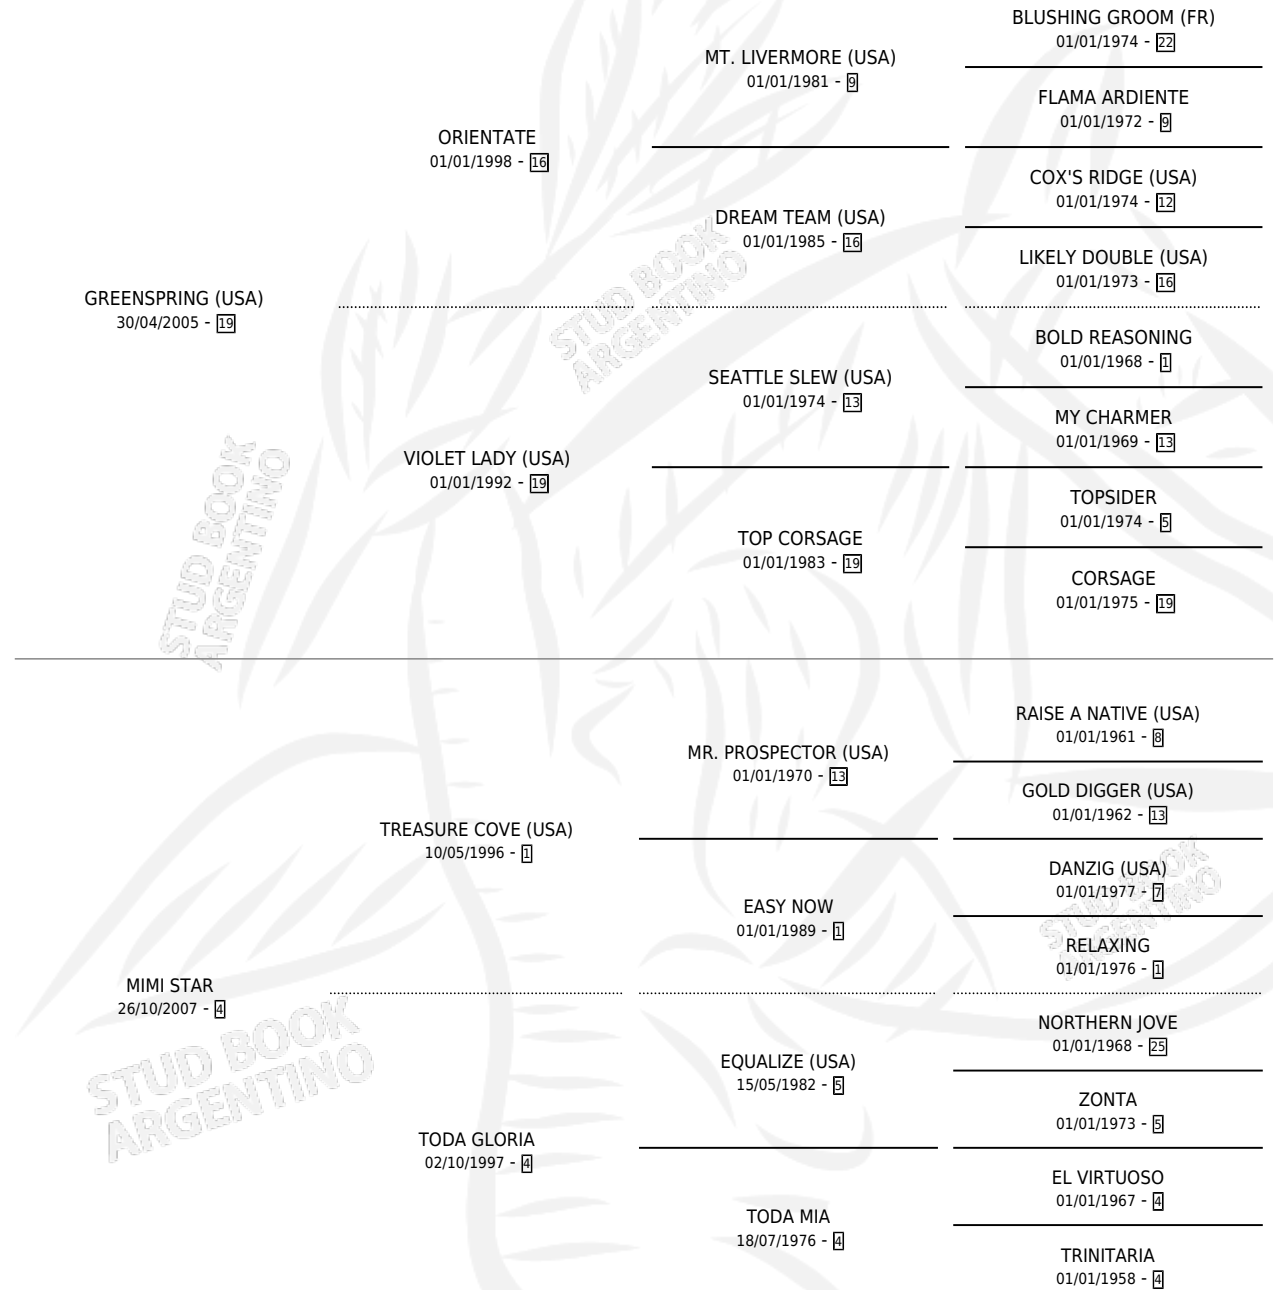 BLUSHING GROOM (FR)
01/01/1974 - 22
MT. LIVERMORE (USA)
01/01/1981 - 9
FLAMA ARDIENTE
01/01/1972 - 9
ORIENTATE
01/01/1998 - 16
COX'S RIDGE (USA)
01/01/1974 - 12
DREAM TEAM (USA)
01/01/1985 - 16
LIKELY DOUBLE (USA)
01/01/1973 - 16
GREENSPRING (USA)
30/04/2005 - 19
BOLD REASONING
01/01/1968 - 1
SEATTLE SLEW (USA)
01/01/1974 - 13
MY CHARMER
01/01/1969 - 13
VIOLET LADY (USA)
01/01/1992 - 19
TOPSIDER
01/01/1974 - 5
TOP CORSAGE
01/01/1983 - 19
CORSAGE
01/01/1975 - 19
RAISE A NATIVE (USA)
01/01/1961 - 8
MR. PROSPECTOR (USA)
01/01/1970 - 13
GOLD DIGGER (USA)
01/01/1962 - 13
TREASURE COVE (USA)
10/05/1996 - 1
DANZIG (USA)
01/01/1977 - 7
EASY NOW
01/01/1989 - 1
RELAXING
01/01/1976 - 1
MIMI STAR
26/10/2007 - 4
NORTHERN JOVE
01/01/1968 - 25
EQUALIZE (USA)
15/05/1982 - 5
ZONTA
01/01/1973 - 5
TODA GLORIA
02/10/1997 - 4
EL VIRTUOSO
01/01/1967 - 4
TODA MIA
18/07/1976 - 4
TRINITARIA
01/01/1958 - 4
STUD BOOK
ARGENTINO
STUD BOOK
ARGENTINO
STUD BOOK
ARGENTINO
STUD BOOK
ARGENTINO